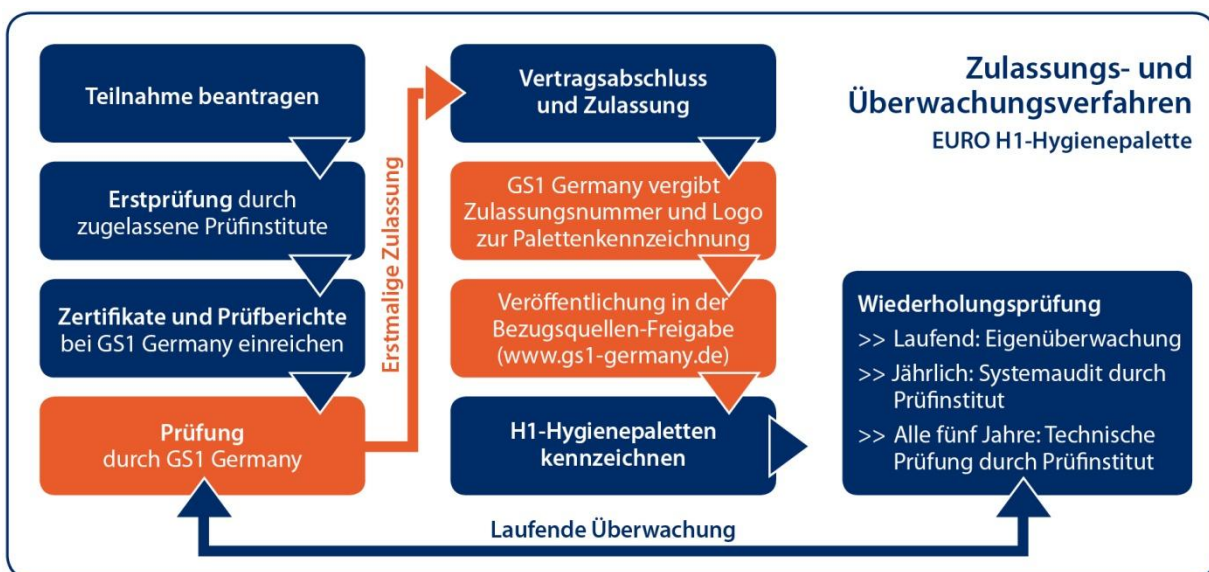 Zulassungs- und
Überwachungsverfahren
EURO H1-Hygienepalette
Teilnahme beantragen
Erstprüfung durch
zugelassene Prüfinstitute
Zertifikate und Prüfberichte
bei GS1 Germany einreichen
Prüfung
durch GS1 Germany
Erstmalige Zulassung
Vertragsabschluss
und Zulassung
GS1 Germany vergibt
Zulassungsnummer und Logo
zur Palettenkennzeichnung
Veröffentlichung in der
Bezugsquellen-Freigabe
(www.gs1-germany.de)
H1-Hygienepaletten
kennzeichnen
Wiederholungsprüfung
>> Laufend: Eigenüberwachung
>> Jährlich: Systemaudit durch
Prüfinstitut
>> Alle fünf Jahre: Technische
Prüfung durch Prüfinstitut
Laufende Überwachung